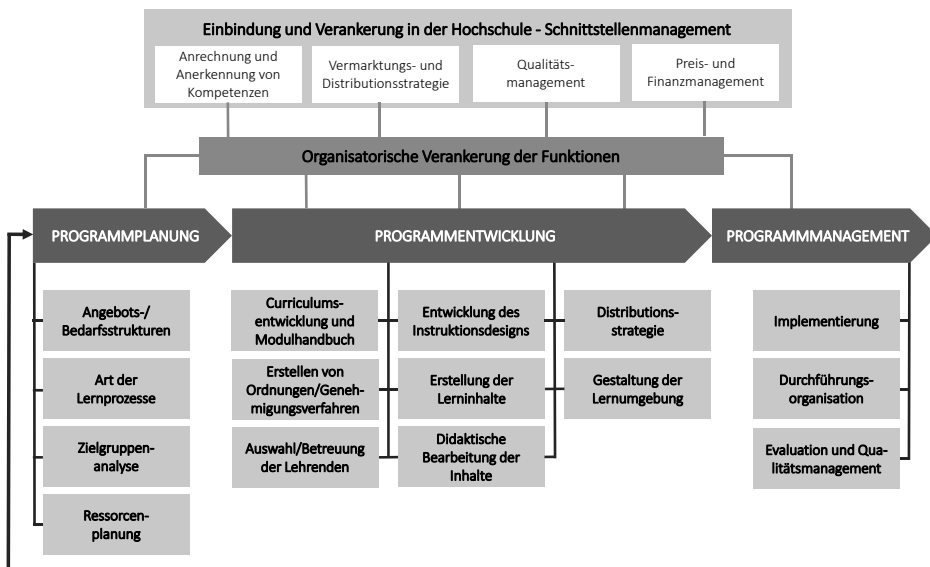 Einbindung und Verankerung in der Hochschule - Schnittstellenmanagement
Anrechnung und
Anerkennung von
Kompetenzen
Vermarktungs- und
Distributionsstrategie
Qualitäts-
management
Preis- und
Finanzmanagement
Organisatorische Verankerung der Funktionen
PROGRAMMPLANUNG
PROGRAMMENTWICKLUNG
PROGRAMMMANAGEMENT
Angebots-/
Bedarfsstrukturen
Art der
Lernprozesse
Zielgruppen-
analyse
Ressorcen-
planung
Curriculums-
entwicklung und
Modulhandbuch
Erstellen von
Ordnungen/Geneh-
migungsverfahren
Auswahl/Betreuung
der Lehrenden
Entwicklung des
Instruktionsdesigns
Erstellung der
Lerninhalte
Didaktische
Bearbeitung der
Inhalte
Distributions-
strategie
Gestaltung der
Lernumgebung
Implementierung
Durchführungs-
organisation
Evaluation und Qua-
litätsmanagement